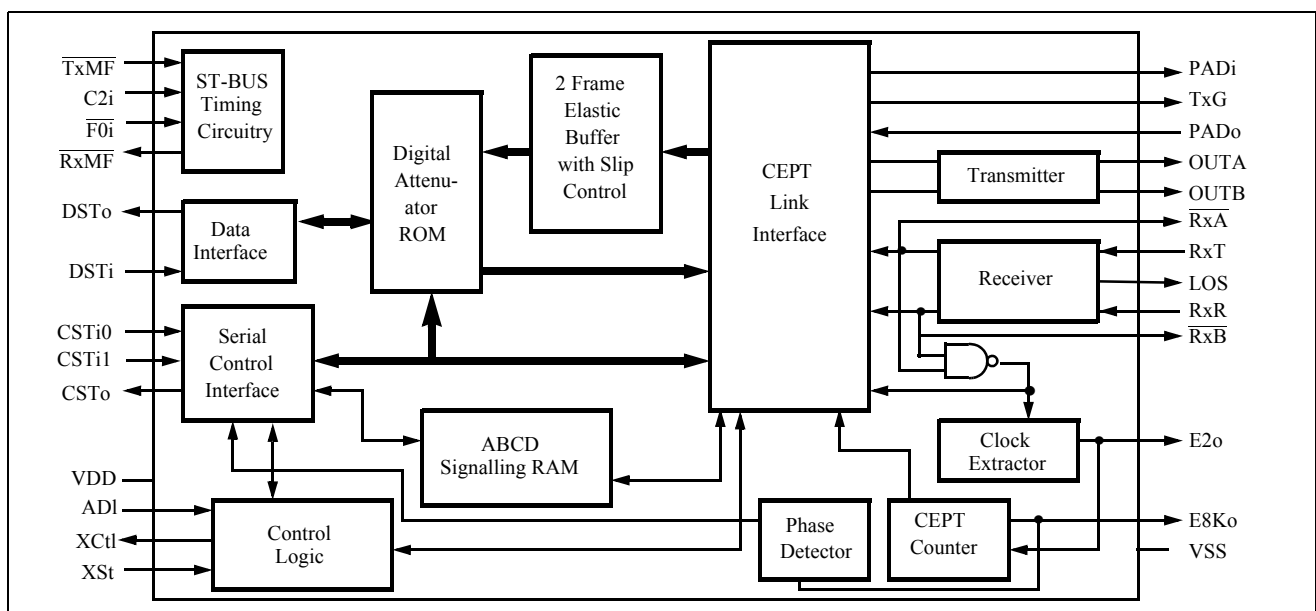 TxMF
C2i
F0i
RxMF
DSTo
DSTi
CSTi0
CSTi1
CSTo
VDD
ADl
XCtl
XSt
ST-BUS
Timing
Circuitry
Data
Interface
Serial
Control
Interface
Control
Logic
Digital
Attenu-
ator
ROM
2 Frame
Elastic
Buffer
with Slip
Control
ABCD
Signalling RAM
CEPT
Link
Interface
Phase
Detector
CEPT
Counter
Transmitter
Receiver
Clock
Extractor
PADi
TxG
PADo
OUTA
OUTB
RxA
RxT
LOS
RxR
RxB
E2o
E8Ko
VSS